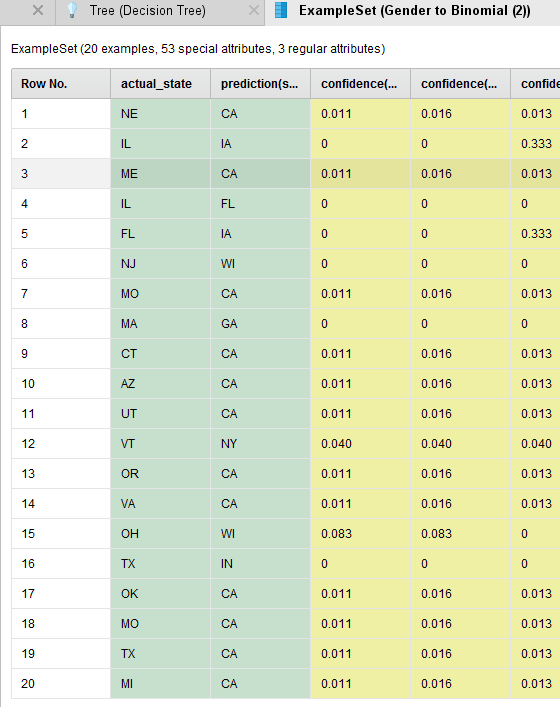 Tree (Decision Tree) ExampleSet (Gender to Binomial (2))
ExampleSet (20 examples, 53 special attributes, 3 regular attributes)
Row No. actual_state prediction(s... confidence(... confidence(... confide
1 NE CA 0.011 0.016 0.013
2 IL IA 0 0 0.333
3 ME CA 0.011 0.016 0.013
4 IL FL 0 0 0
5 FL IA 0 0 0.333
6 NJ WI 0 0 0
7 MO CA 0.011 0.016 0.013
8 MA GA 0 0 0
9 CT CA 0.011 0.016 0.013
10 AZ CA 0.011 0.016 0.013
11 UT CA 0.011 0.016 0.013
12 VT NY 0.040 0.040 0.040
13 OR CA 0.011 0.016 0.013
14 VA CA 0.011 0.016 0.013
15 OH WI 0.083 0.083 0
16 TX IN 0 0 0
17 OK CA 0.011 0.016 0.013
18 MO CA 0.011 0.016 0.013
19 TX CA 0.011 0.016 0.013
20 MI CA 0.011 0.016 0.013